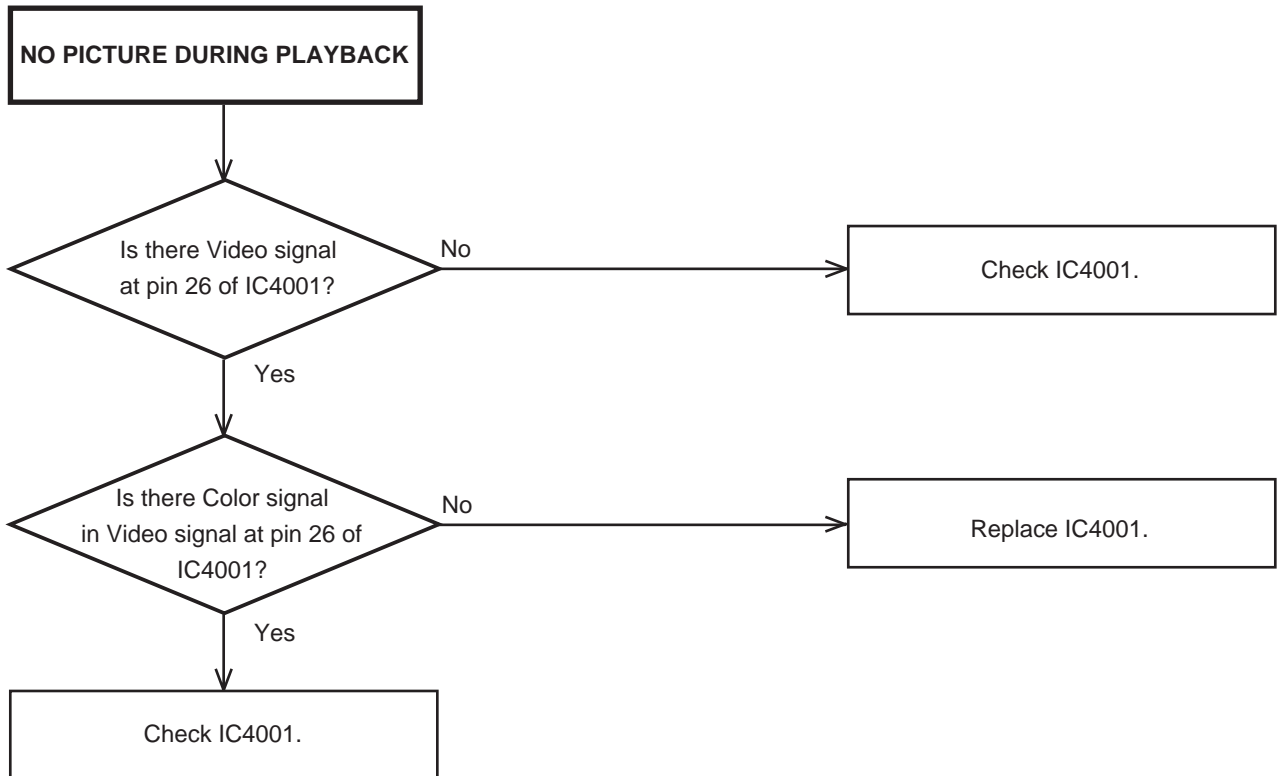 NO PICTURE DURING PLAYBACK
Is there Video signal
at pin 26 of IC4001?
No
Check IC4001.
Yes
Is there Color signal
in Video signal at pin 26 of
IC4001?
No
Replace IC4001.
Yes
Check IC4001.